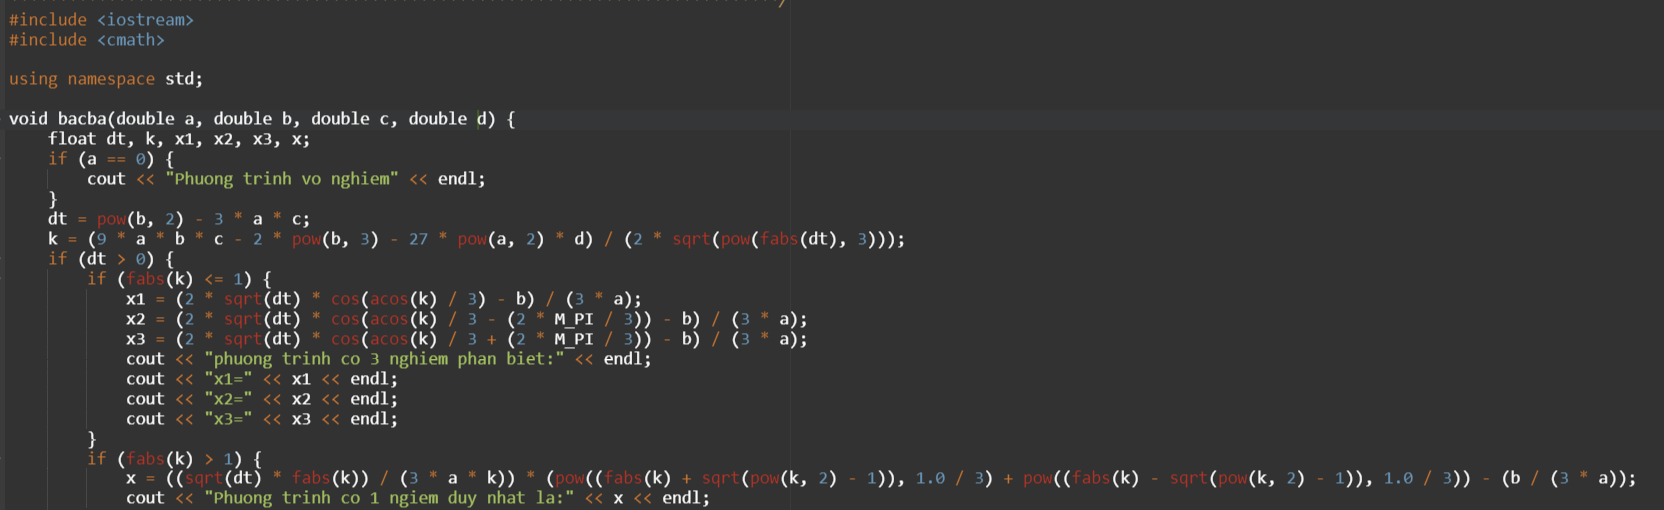 #include <iostream>
#include <cmath>
using namespace std;
void bacba(double a, double b, double c, double d) {
float dt, k, x1, x2, x3, x;
if (a == 0) {
cout << "Phuong trinh vo nghiem" << endl;
}
dt = pow(b, 2) - 3 * a * c;
k = (9 * a * b * c - 2 * pow(b, 3) - 27 * pow(a, 2) * d) / (2 * sqrt(pow(fabs(dt), 3)));
if (dt > 0) {
if (fabs(k) <= 1) {
x1 = (2 * sqrt(dt) * cos(acos(k) / 3) - b) / (3 * a);
x2 = (2 * sqrt(dt) * cos(acos(k) / 3 - (2 * M_PI / 3)) - b) / (3 * a);
x3 = (2 * sqrt(dt) * cos(acos(k) / 3 + (2 * M_PI / 3)) - b) / (3 * a);
cout << "phuong trinh co 3 nghiem phan biet:" << endl;
cout << "x1=" << x1 << endl;
cout << "x2=" << x2 << endl;
cout << "x3=" << x3 << endl;
}
if (fabs(k) > 1) {
x = ((sqrt(dt) * fabs(k)) / (3 * a * k)) * (pow((fabs(k) + sqrt(pow(k, 2) - 1)), 1.0 / 3) + pow((fabs(k) - sqrt(pow(k, 2) - 1)), 1.0 / 3)) - (b / (3 * a));
cout << "Phuong trinh co 1 ngiem duy nhat la:" << x << endl;